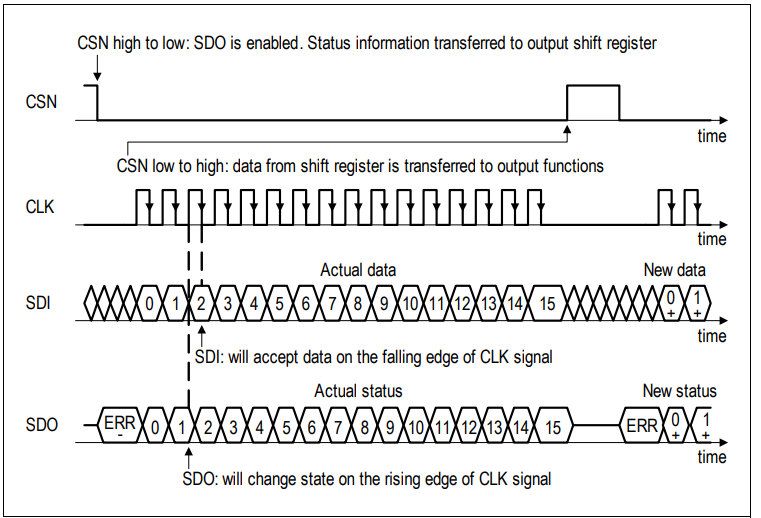 CSN high to low: SDO is enabled. Status information transferred to output shift register
CSN
time
CSN low to high: data from shift register is transferred to output functions
CLK
time
Actual data New data
SDI 0 1 2 3 4 5 6 7 8 9 10 11 12 13 14 15 0 1
+ +
time
SDI: will accept data on the falling edge of CLK signal
Actual status New status
SDO ERR 0 1 2 3 4 5 6 7 8 9 10 11 12 13 14 15 ERR 0 1
- + +
time
SDO: will change state on the rising edge of CLK signal